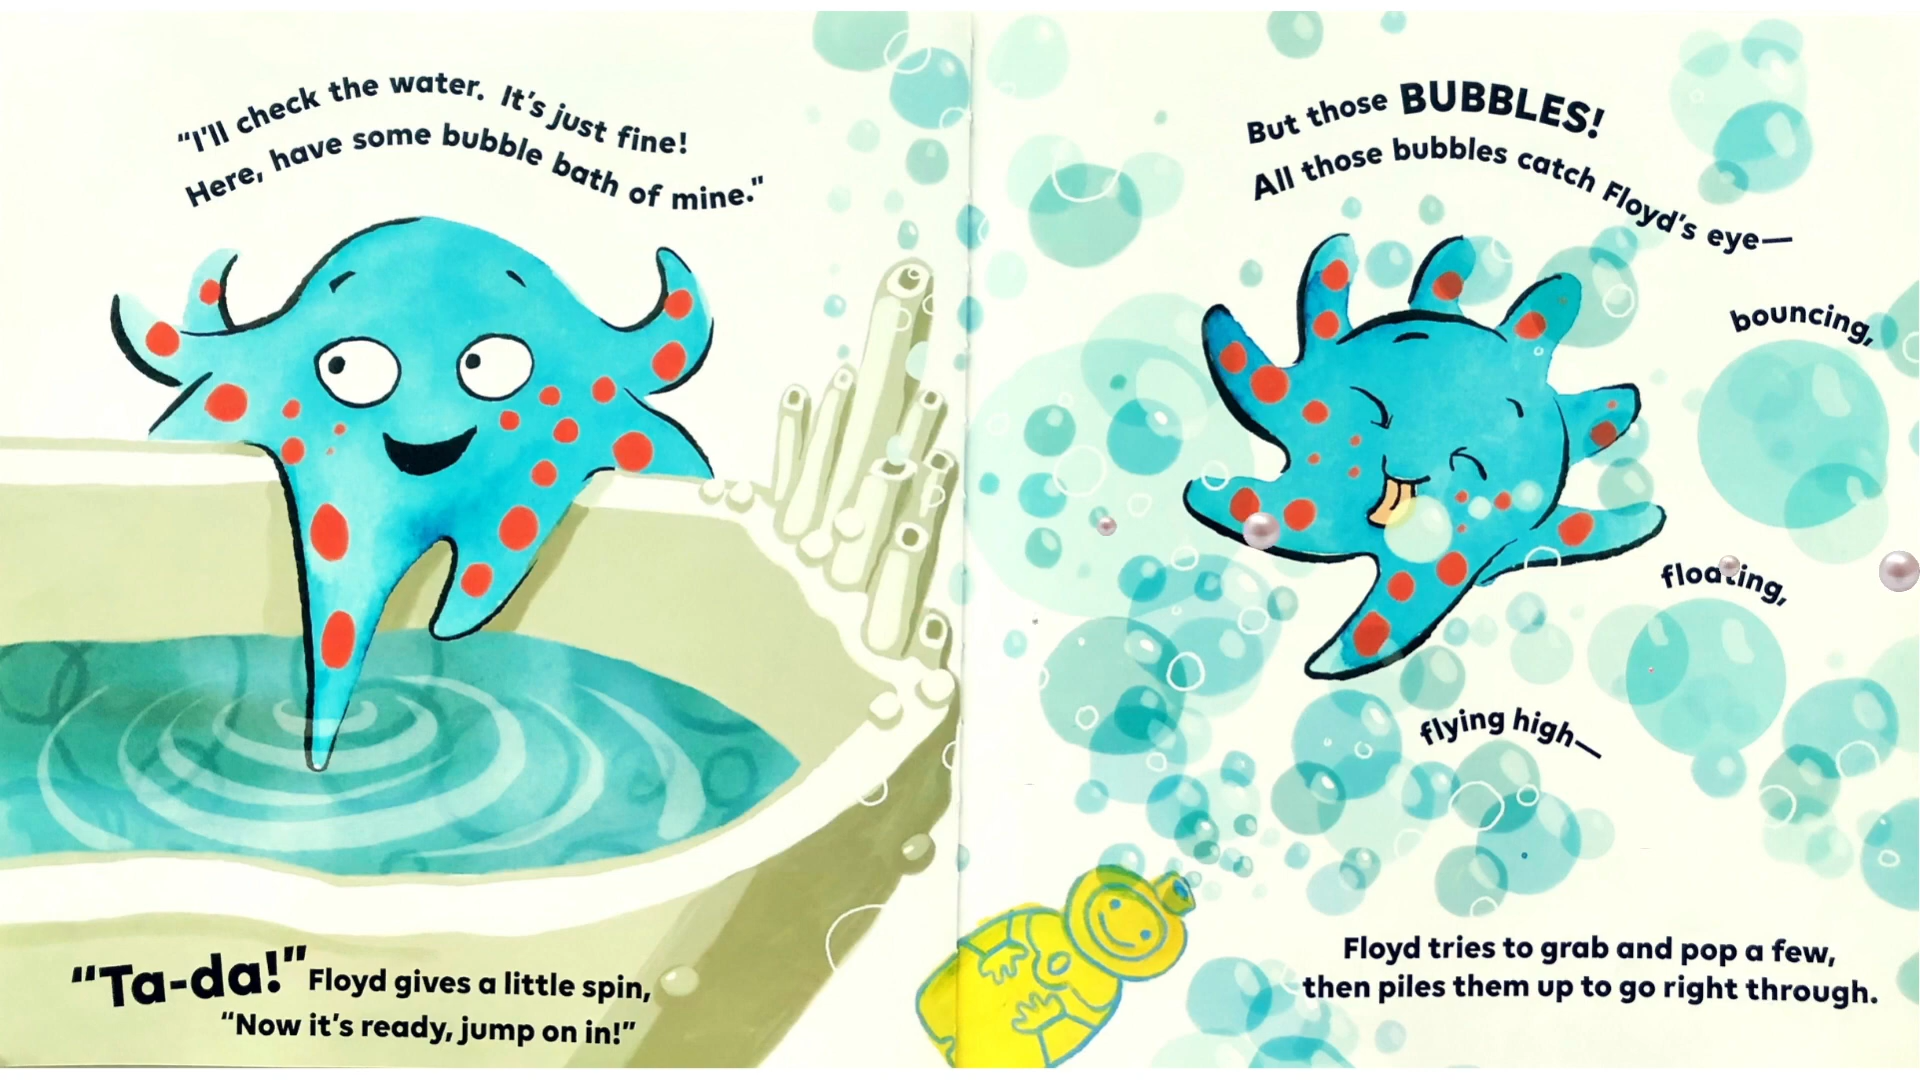 “I’ll check the water. It’s just fine!
Here, have some bubble bath of mine.”
“Ta-da!” Floyd gives a little spin,
“Now it’s ready, jump on in!”
But those BUBBLES!
All those bubbles catch Floyd’s eye—
bouncing,
floating,
flying high—
Floyd tries to grab and pop a few,
then piles them up to go right through.